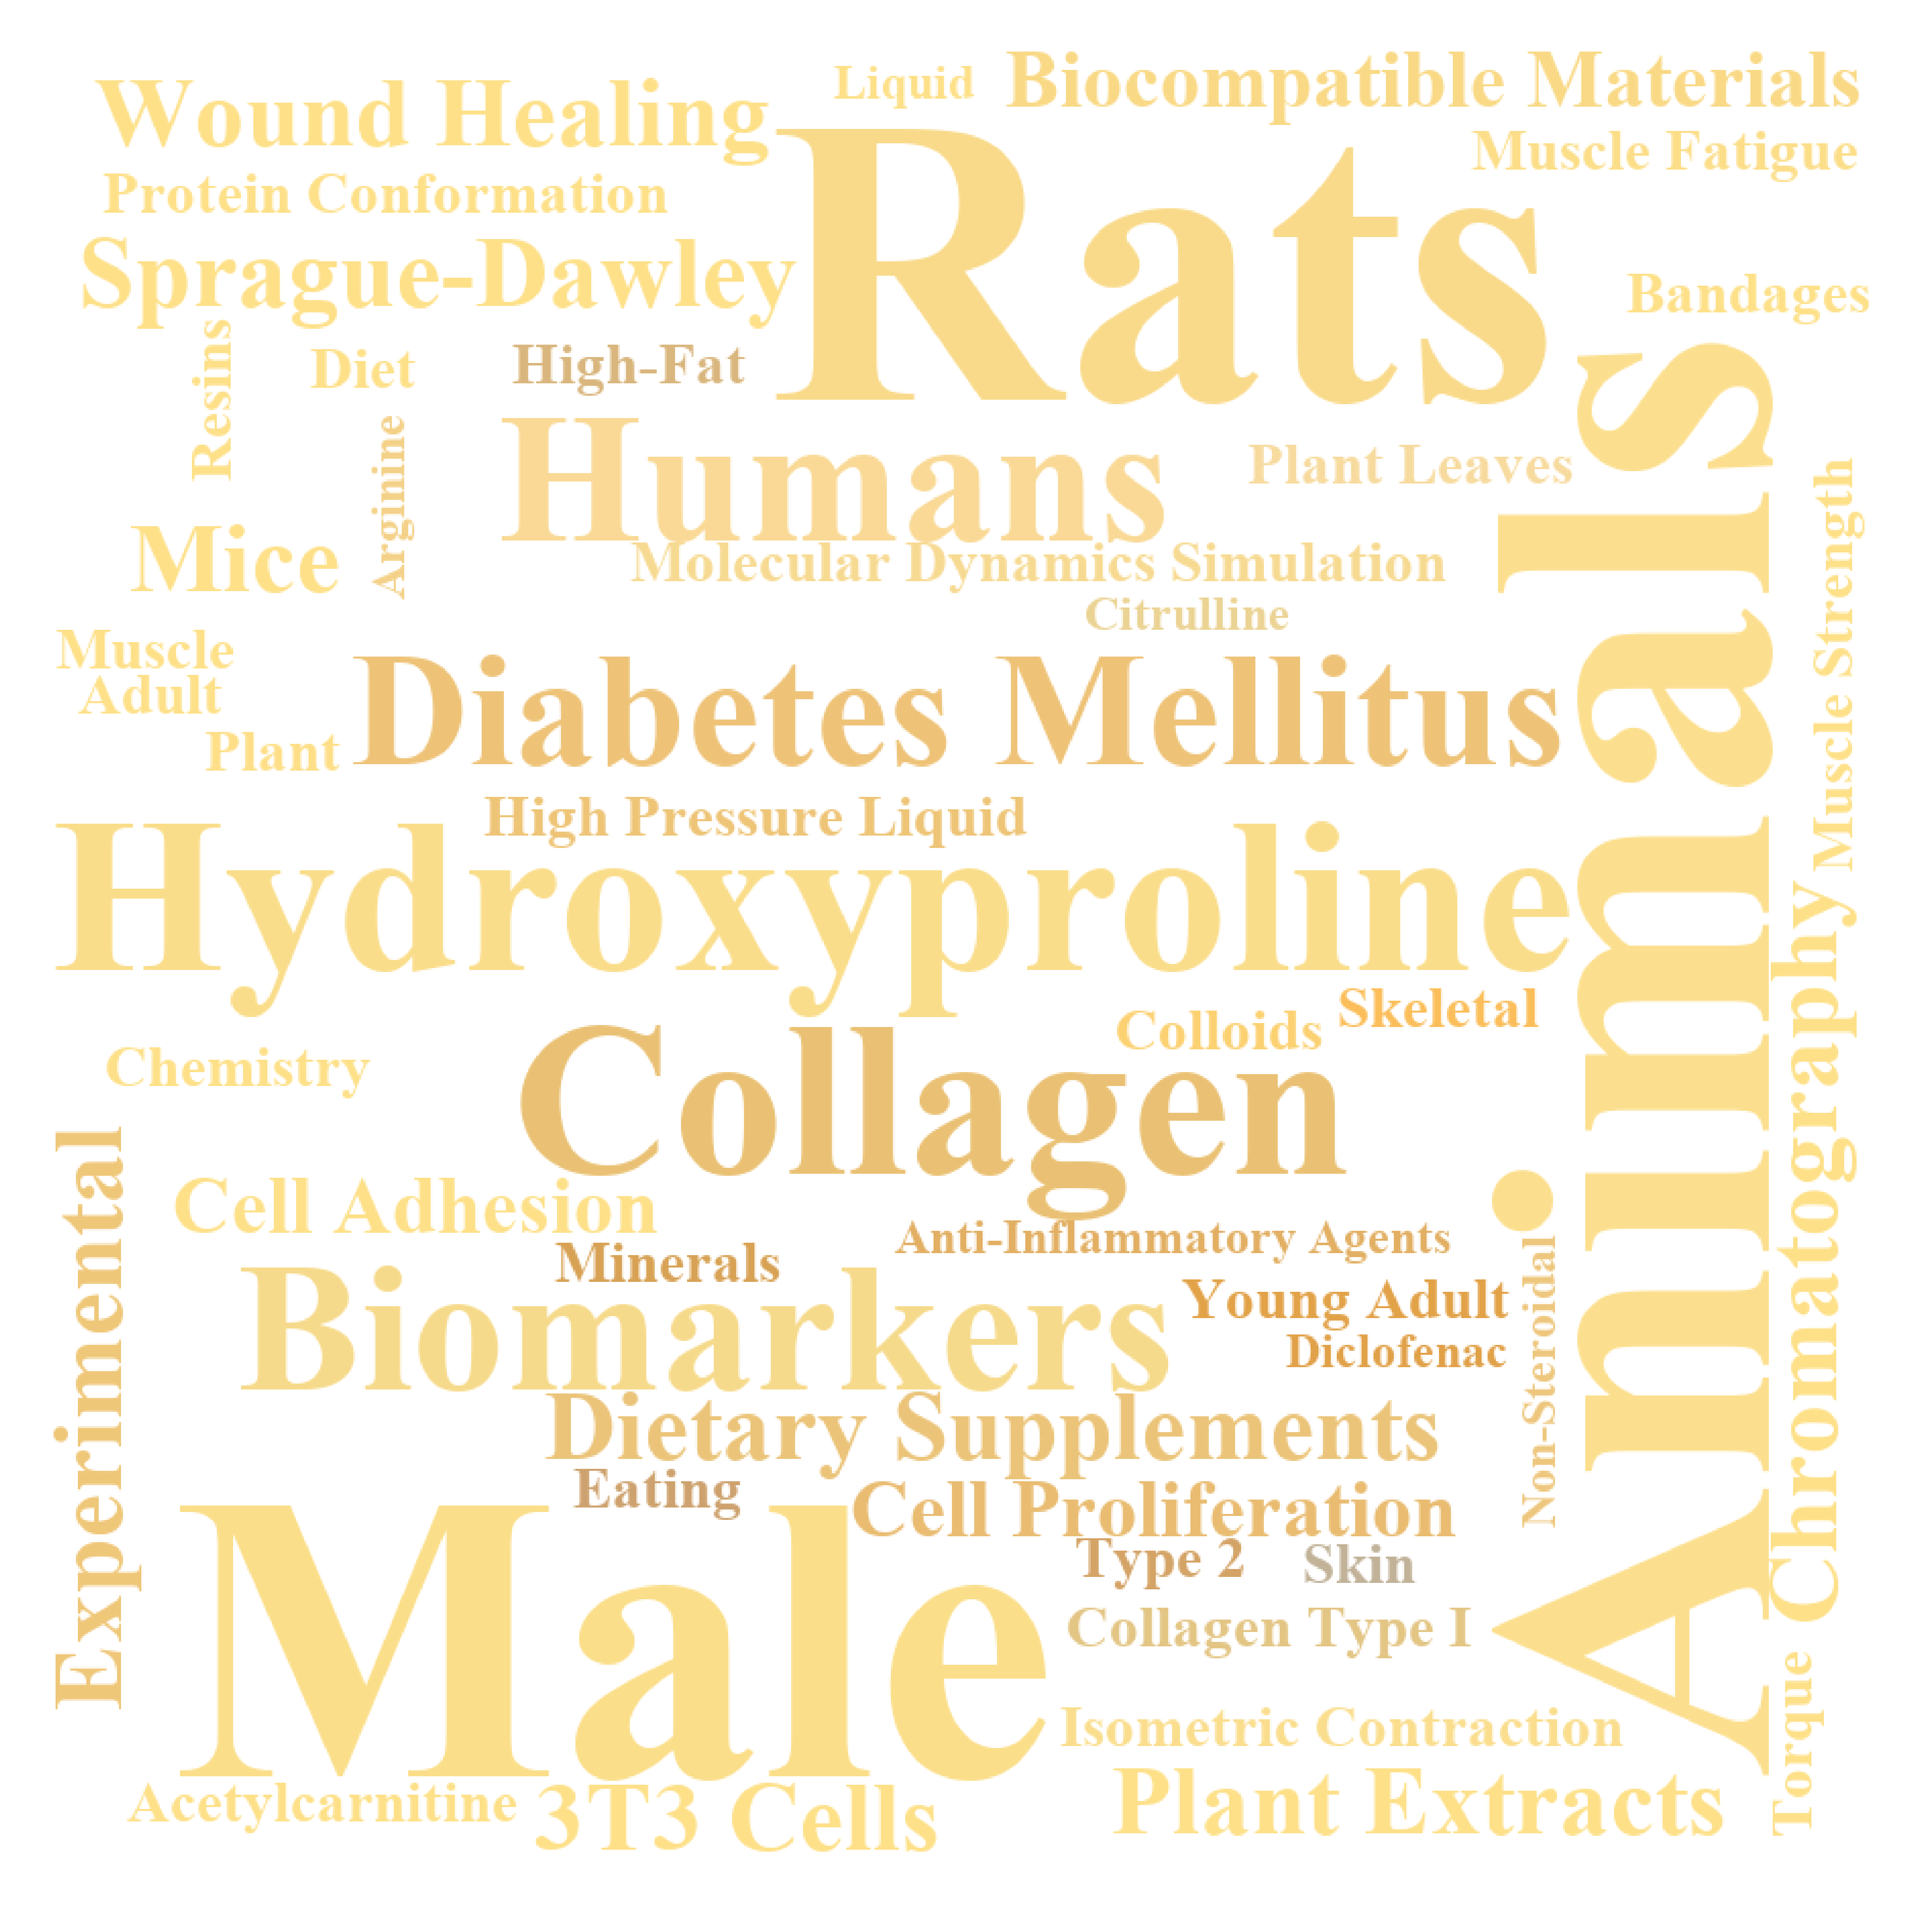 Liquid
Biocompatible Materials
Wound Healing
Rats
Muscle Fatigue
Protein Conformation
Sprague-Dawley
Bandages
Resins
Diet
High-Fat
Animals
Arginine
Humans
Plant Leaves
Muscle Strength
Mice
Molecular Dynamics Simulation
Citrulline
Muscle
Adult
Diabetes Mellitus
Plant
High Pressure Liquid
Hydroxyproline
Chromatography
Skeletal
Colloids
Collagen
Chemistry
Experimental
Cell Adhesion
Anti-Inflammatory Agents
Minerals
Non-Steroidal
Biomarkers
Young Adult
Diclofenac
Dietary Supplements
Eating
Cell Proliferation
Male
Type 2
Skin
Collagen Type I
Torque
Isometric Contraction
Plant Extracts
Acetylcarnitine
3T3 Cells